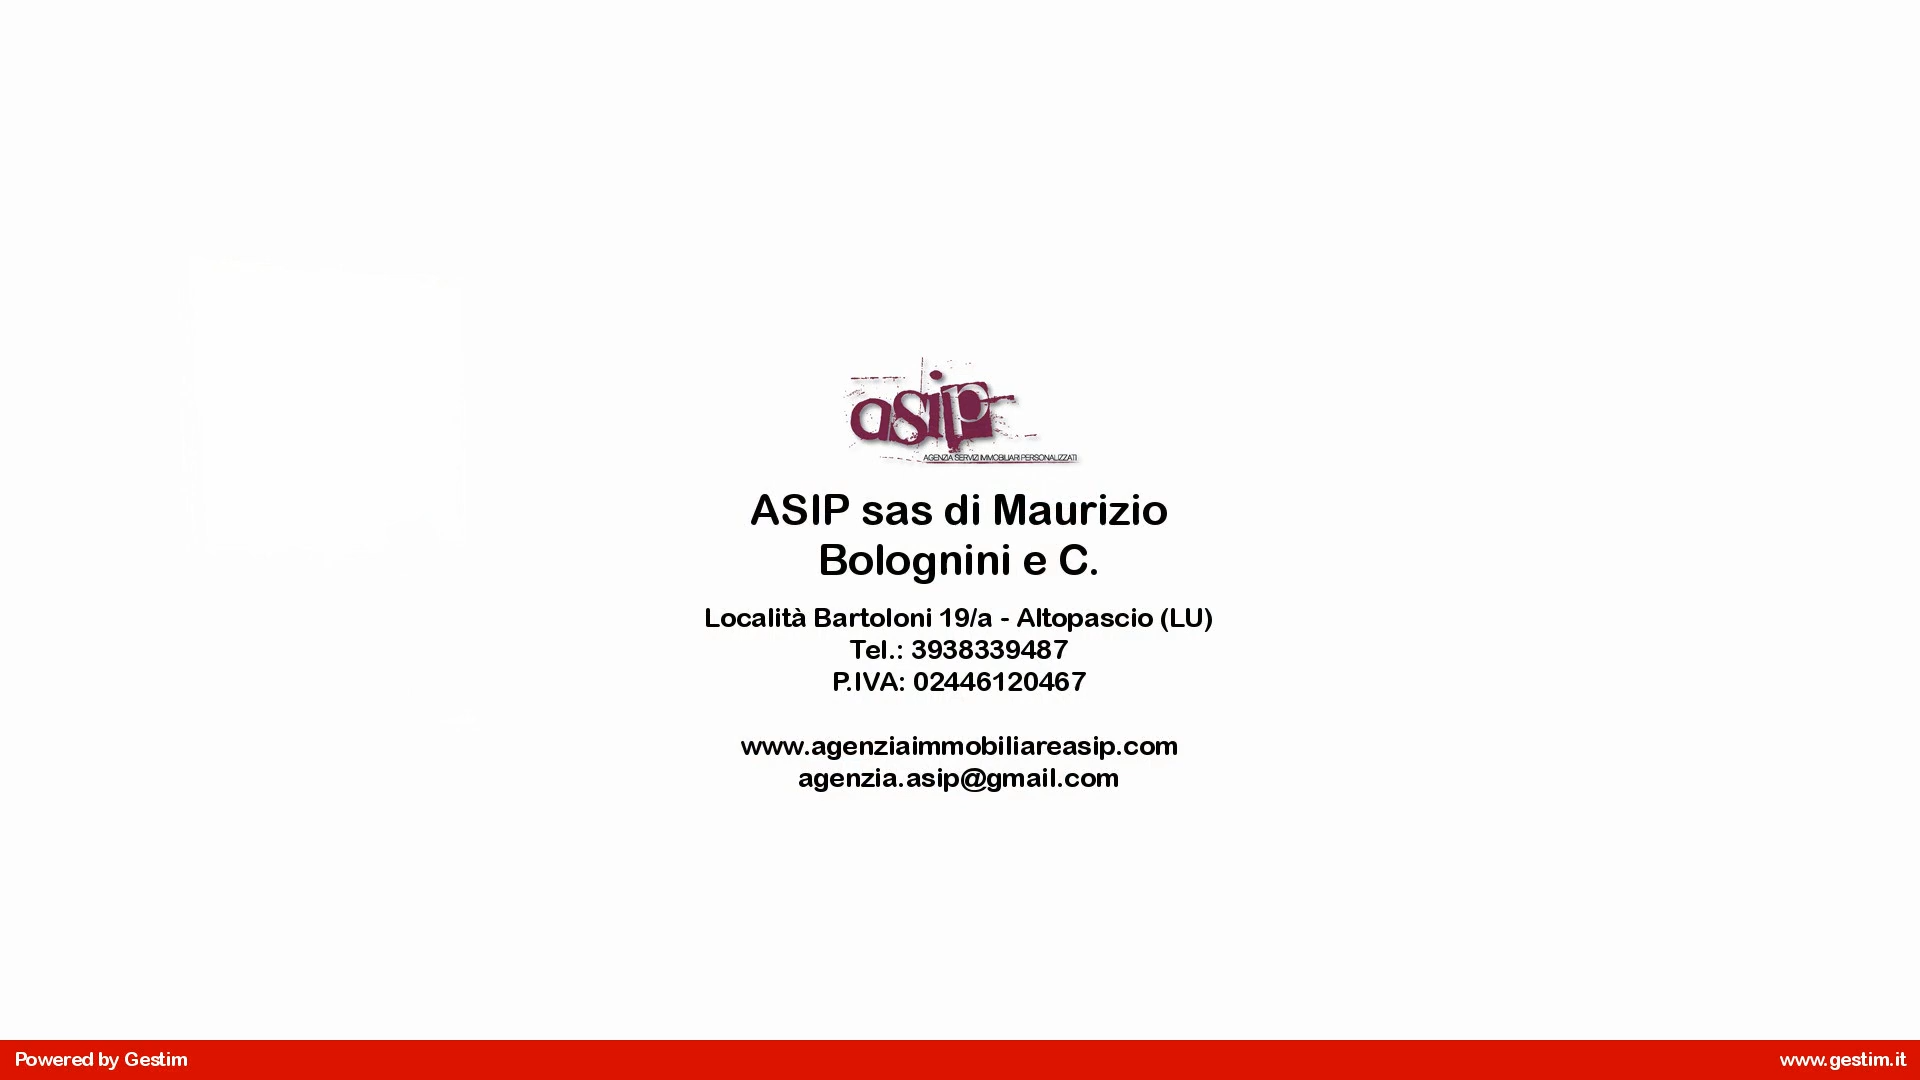 asip
AGENZIA SERVIZI IMMOBILIARI PERSONALIZZATI
ASIP sas di Maurizio
Bolognini e C.
Località Bartoloni 19/a - Altopascio (LU)
Tel.: 3938339487
P.IVA: 02446120467
www.agenziaimmobiliareasip.com
agenzia.asip@gmail.com
Powered by Gestim
www.gestim.it